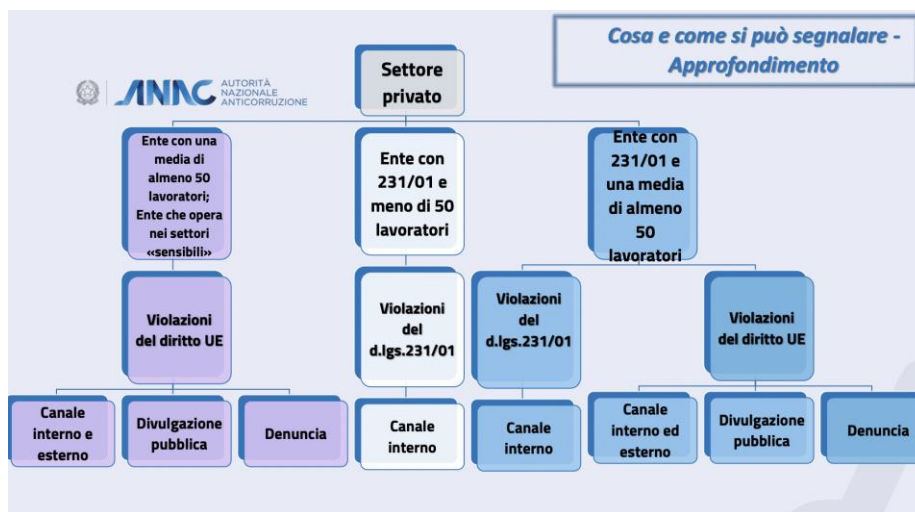 Cosa e come si può segnalare -
Approfondimento
ANAC
AUTORITÀ
NAZIONALE
ANTICORRUZIONE
Settore
privato
Ente con una
media di
almeno 50
lavoratori;
Ente che opera
nei settori
«sensibili»
Ente con
231/01 e
meno di 50
lavoratori
Ente con
231/01 e
una media
di almeno
50
lavoratori
Violazioni
del diritto UE
Violazioni
del
d.lgs.231/01
Violazioni
del
d.lgs.231/01
Violazioni
del diritto UE
Canale
interno e
esterno
Divulgazione
pubblica
Denuncia
Canale
interno
Canale
interno
Canale
interno ed
esterno
Divulgazione
pubblica
Denuncia